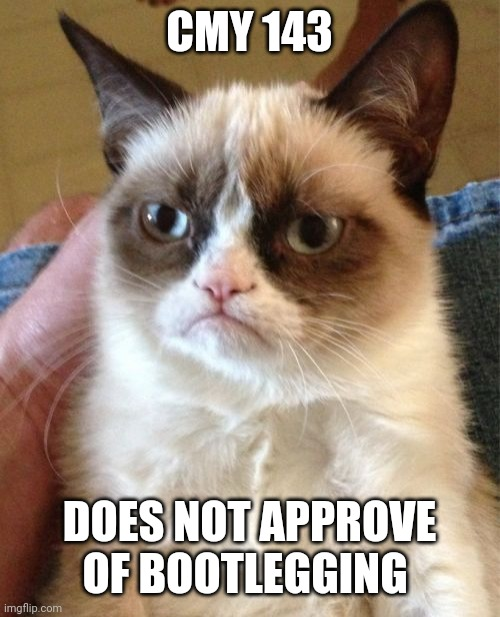 CMY 143
DOES NOT APPROVE
OF BOOTLEGGING
imgflip.com